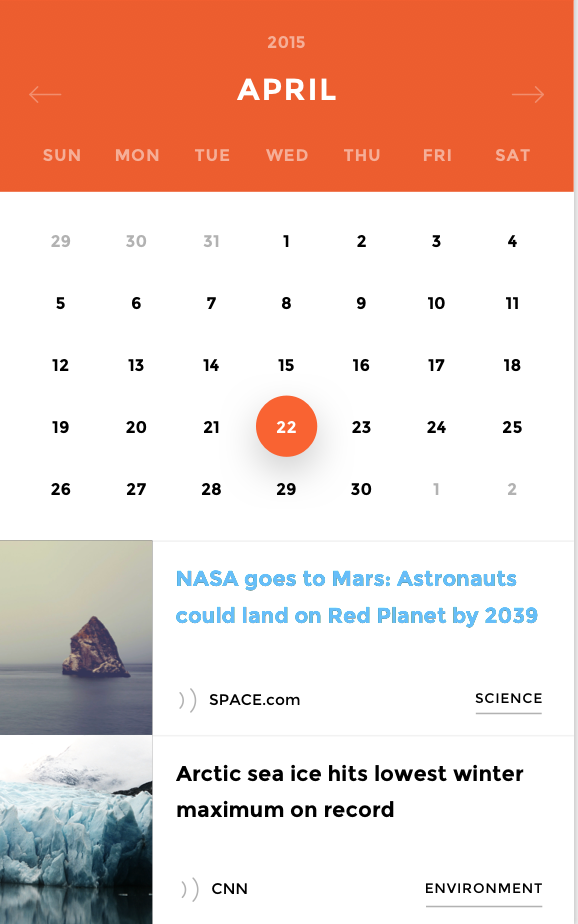 2015
APRIL
SUN MON TUE WED THU FRI SAT
29 30 31 1 2 3 4
5 6 7 8 9 10 11
12 13 14 15 16 17 18
19 20 21 22 23 24 25
26 27 28 29 30 1 2
NASA goes to Mars: Astronauts
could land on Red Planet by 2039
SPACE.com SCIENCE
Arctic sea ice hits lowest winter
maximum on record
CNN ENVIRONMENT